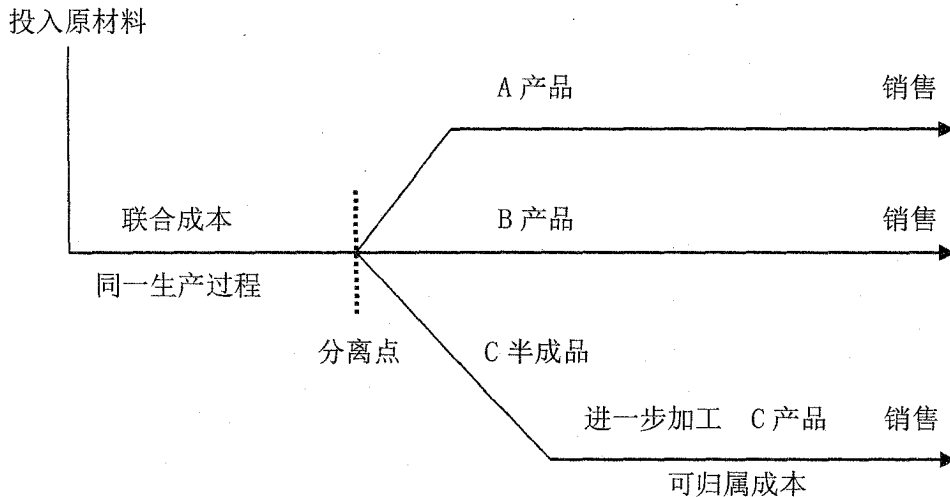 投入原材料
A 产品 销售
联合成本 B 产品 销售
同一生产过程
分离点 C 半成品
进一步加工 C 产品 销售
可归属成本